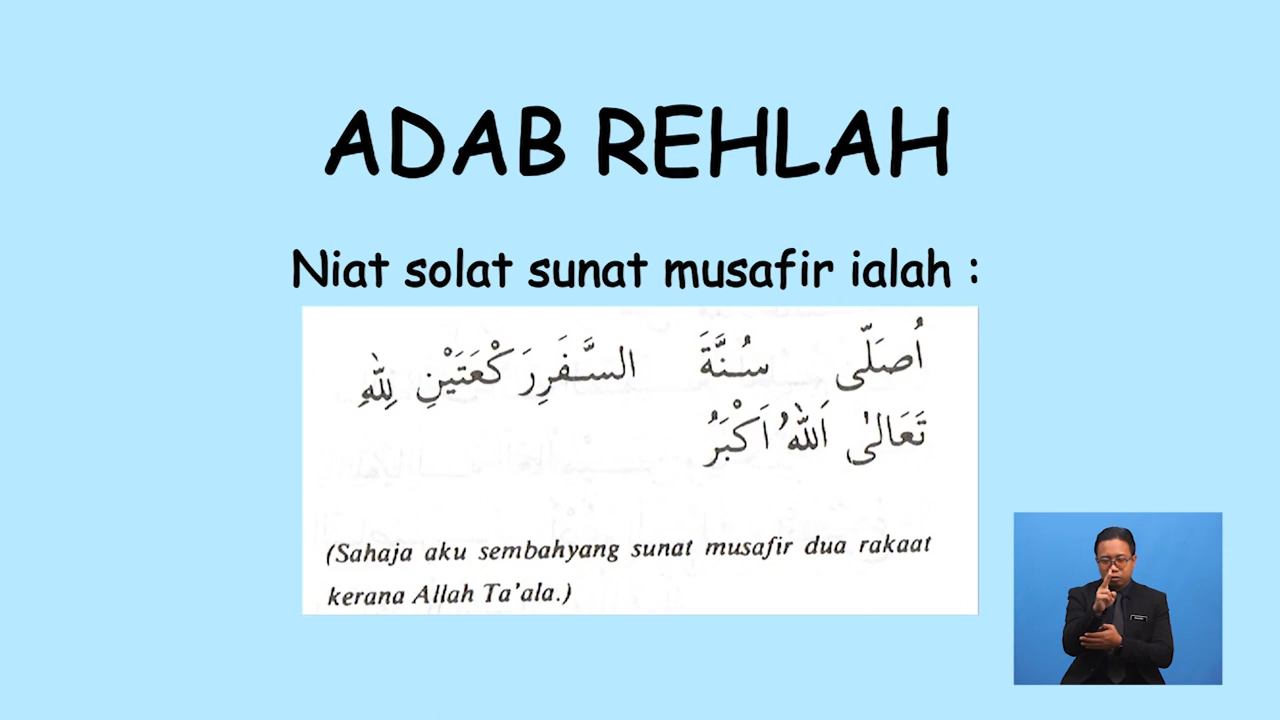 ADAB REHLAH
Niat solat sunat musafir ialah :
اُصَلّى سُنَّةَ السَّفَرِرَكْعَتَيْنِ لِلّٰهِ
تَعَالىٰ اَللّٰهُ اَكْبَرُ
(Sahaja aku sembahyang sunat musafir dua rakaat
kerana Allah Ta'ala.)